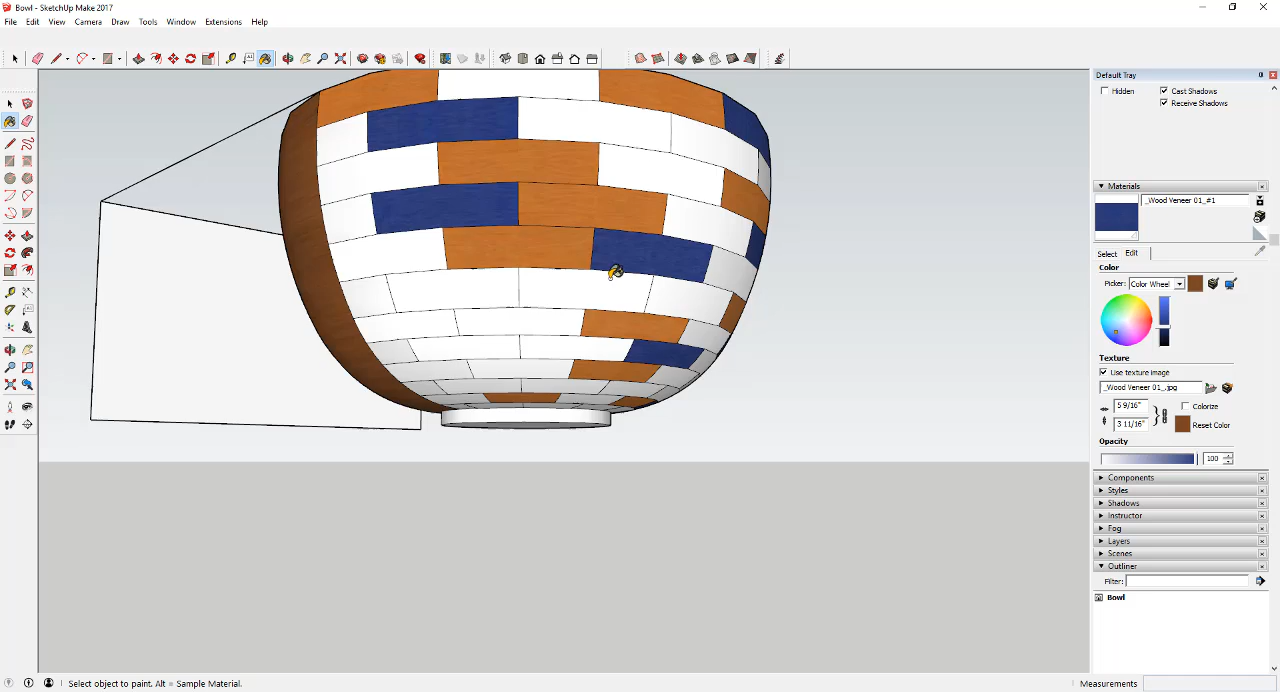 Bowl - SketchUp Make 2017
File Edit View Camera Draw Tools Window Extensions Help
Default Tray
Hidden
Cast Shadows
Receive Shadows
Materials
_Wood Veneer 01_#1
Select Edit
Color
Picker: Color Wheel
Texture
Use texture image
_Wood Veneer 01_.jpg
5 9/16"
Colorize
3 11/16"
Reset Color
Opacity
100
Components
Styles
Shadows
Instructor
Fog
Layers
Scenes
Outliner
Filter:
Bowl
Select object to paint. Alt = Sample Material.
Measurements